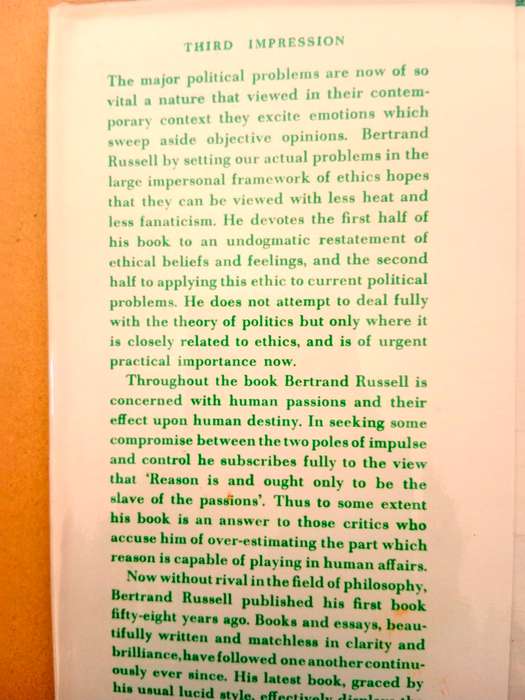 THIRD IMPRESSION
The major political problems are now of so
vital a nature that viewed in their contem-
porary context they excite emotions which
sweep aside objective opinions. Bertrand
Russell by setting our actual problems in the
large impersonal framework of ethics hopes
that they can be viewed with less heat and
less fanaticism. He devotes the first half of
his book to an undogmatic restatement of
ethical beliefs and feelings, and the second
half to applying this ethic to current political
problems. He does not attempt to deal fully
with the theory of politics but only where it
is closely related to ethics, and is of urgent
practical importance now.
Throughout the book Bertrand Russell is
concerned with human passions and their
effect upon human destiny. In seeking some
compromise between the two poles of impulse
and control he subscribes fully to the view
that ‘Reason is and ought only to be the
slave of the passions’. Thus to some extent
his book is an answer to those critics who
accuse him of over-estimating the part which
reason is capable of playing in human affairs.
Now without rival in the field of philosophy,
Bertrand Russell published his first book
fifty-eight years ago. Books and essays, beau-
tifully written and matchless in clarity and
brilliance, have followed one another continu-
ously ever since. His latest book, graced by
his usual lucid style, effectively displays the